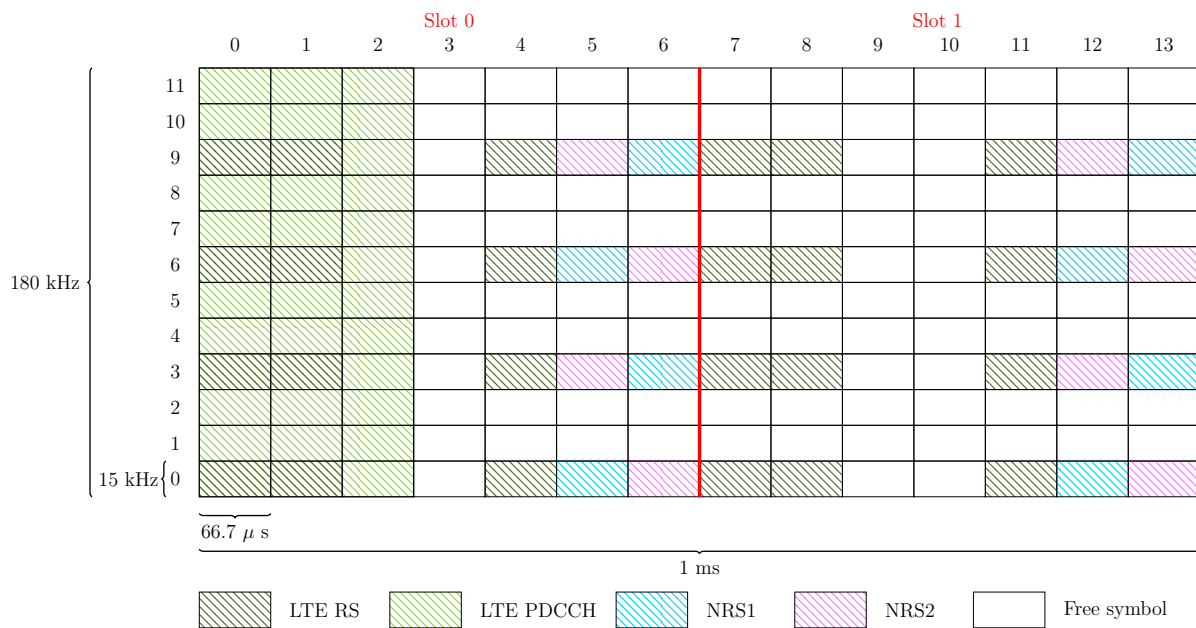 Slot 0 Slot 1
0 1 2 3 4 5 6 7 8 9 10 11 12 13
11
10
9
8
7
6
180 kHz
5
4
3
2
1
15 kHz 0
66.7 μ s
1 ms
LTE RS LTE PDCCH NRS1 NRS2 Free symbol